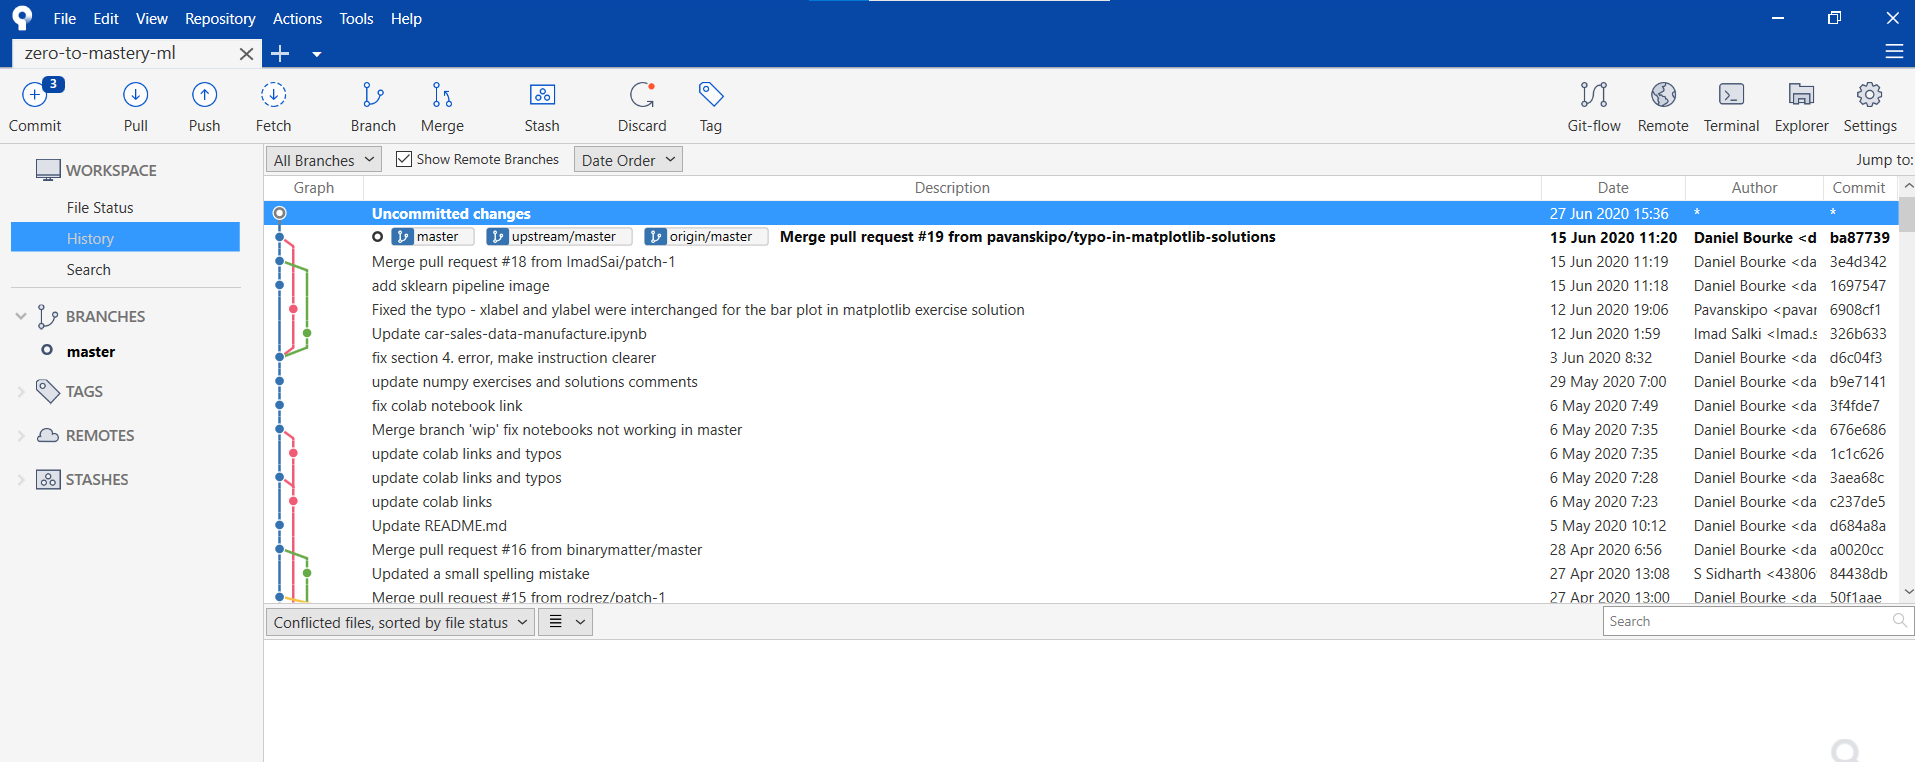 File Edit View Repository Actions Tools Help
zero-to-mastery-ml
3
Commit Pull Push Fetch Branch Merge Stash Discard Tag Git-flow Remote Terminal Explorer Settings
WORKSPACE
File Status
History
Search
BRANCHES
master
TAGS
REMOTES
STASHES
All Branches Show Remote Branches Date Order Jump to:
Graph Description Date Author Commit
Uncommitted changes 27 Jun 2020 15:36 * *
master upstream/master origin/master Merge pull request #19 from pavanskipo/typo-in-matplotlib-solutions 15 Jun 2020 11:20 Daniel Bourke <d ba87739
Merge pull request #18 from ImadSai/patch-1 15 Jun 2020 11:19 Daniel Bourke <da 3e4d342
add sklearn pipeline image 15 Jun 2020 11:18 Daniel Bourke <da 1697547
Fixed the typo - xlabel and ylabel were interchanged for the bar plot in matplotlib exercise solution 12 Jun 2020 19:06 Pavanskipo <pavar 6908cf1
Update car-sales-data-manufacture.ipynb 12 Jun 2020 1:59 Imad Salki <Imad.s 326b633
fix section 4. error, make instruction clearer 3 Jun 2020 8:32 Daniel Bourke <da d6c04f3
update numpy exercises and solutions comments 29 May 2020 7:00 Daniel Bourke <da b9e7141
fix colab notebook link 6 May 2020 7:49 Daniel Bourke <da 3f4fde7
Merge branch 'wip' fix notebooks not working in master 6 May 2020 7:35 Daniel Bourke <da 676e686
update colab links and typos 6 May 2020 7:35 Daniel Bourke <da 1c1c626
update colab links and typos 6 May 2020 7:28 Daniel Bourke <da 3aea68c
update colab links 6 May 2020 7:23 Daniel Bourke <da c237de5
Update README.md 5 May 2020 10:12 Daniel Bourke <da d684a8a
Merge pull request #16 from binarymatter/master 28 Apr 2020 6:56 Daniel Bourke <da a0020cc
Updated a small spelling mistake 27 Apr 2020 13:08 S Sidharth <43806 84438db
Merge pull request #15 from rodrez/patch-1 27 Apr 2020 13:00 Daniel Bourke <da 50f1aae
Conflicted files, sorted by file status Search